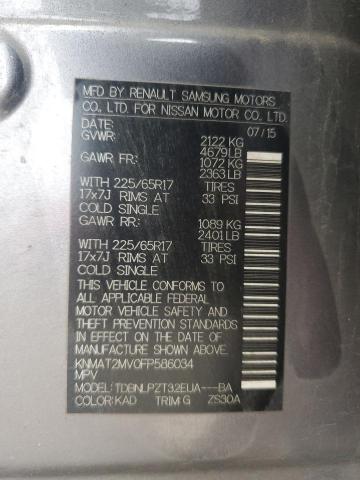 MFD BY RENAULT SAMSUNG MOTORS
CO., LTD. FOR NISSAN MOTOR CO., LTD.
DATE: 07/15
GVWR: 2122 KG
4679LB
GAWR FR: 1072 KG
2363LB
WITH 225/65R17 TIRES
17x7J RIMS AT 33 PSI
COLD SINGLE
GAWR RR: 1089 KG
2401LB
WITH 225/65R17 TIRES
17x7J RIMS AT 33 PSI
COLD SINGLE
THIS VEHICLE CONFORMS TO
ALL APPLICABLE FEDERAL
MOTOR VEHICLE SAFETY AND
THEFT PREVENTION STANDARDS
IN EFFECT ON THE DATE OF
MANUFACTURE SHOWN ABOVE.
KNMAT2MV0FP586034
MPV
MODEL:TDBNLPZT32EUA---BA
COLOR:KAD TRIM:G ZS30A